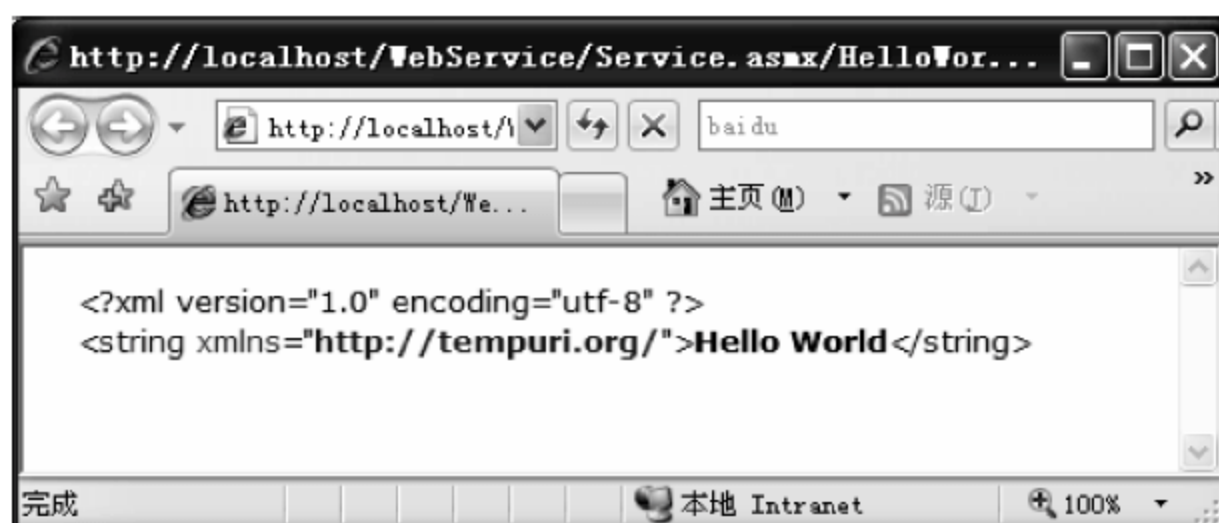 http://localhost/WebService/Service.asmx/HelloWor...
http://localhost/\ baidu
http://localhost/We... 主页(M) 源(J) »
<?xml version="1.0" encoding="utf-8" ?>
<string xmlns="http://tempuri.org/">Hello World</string>
完成 本地 Intranet 100%